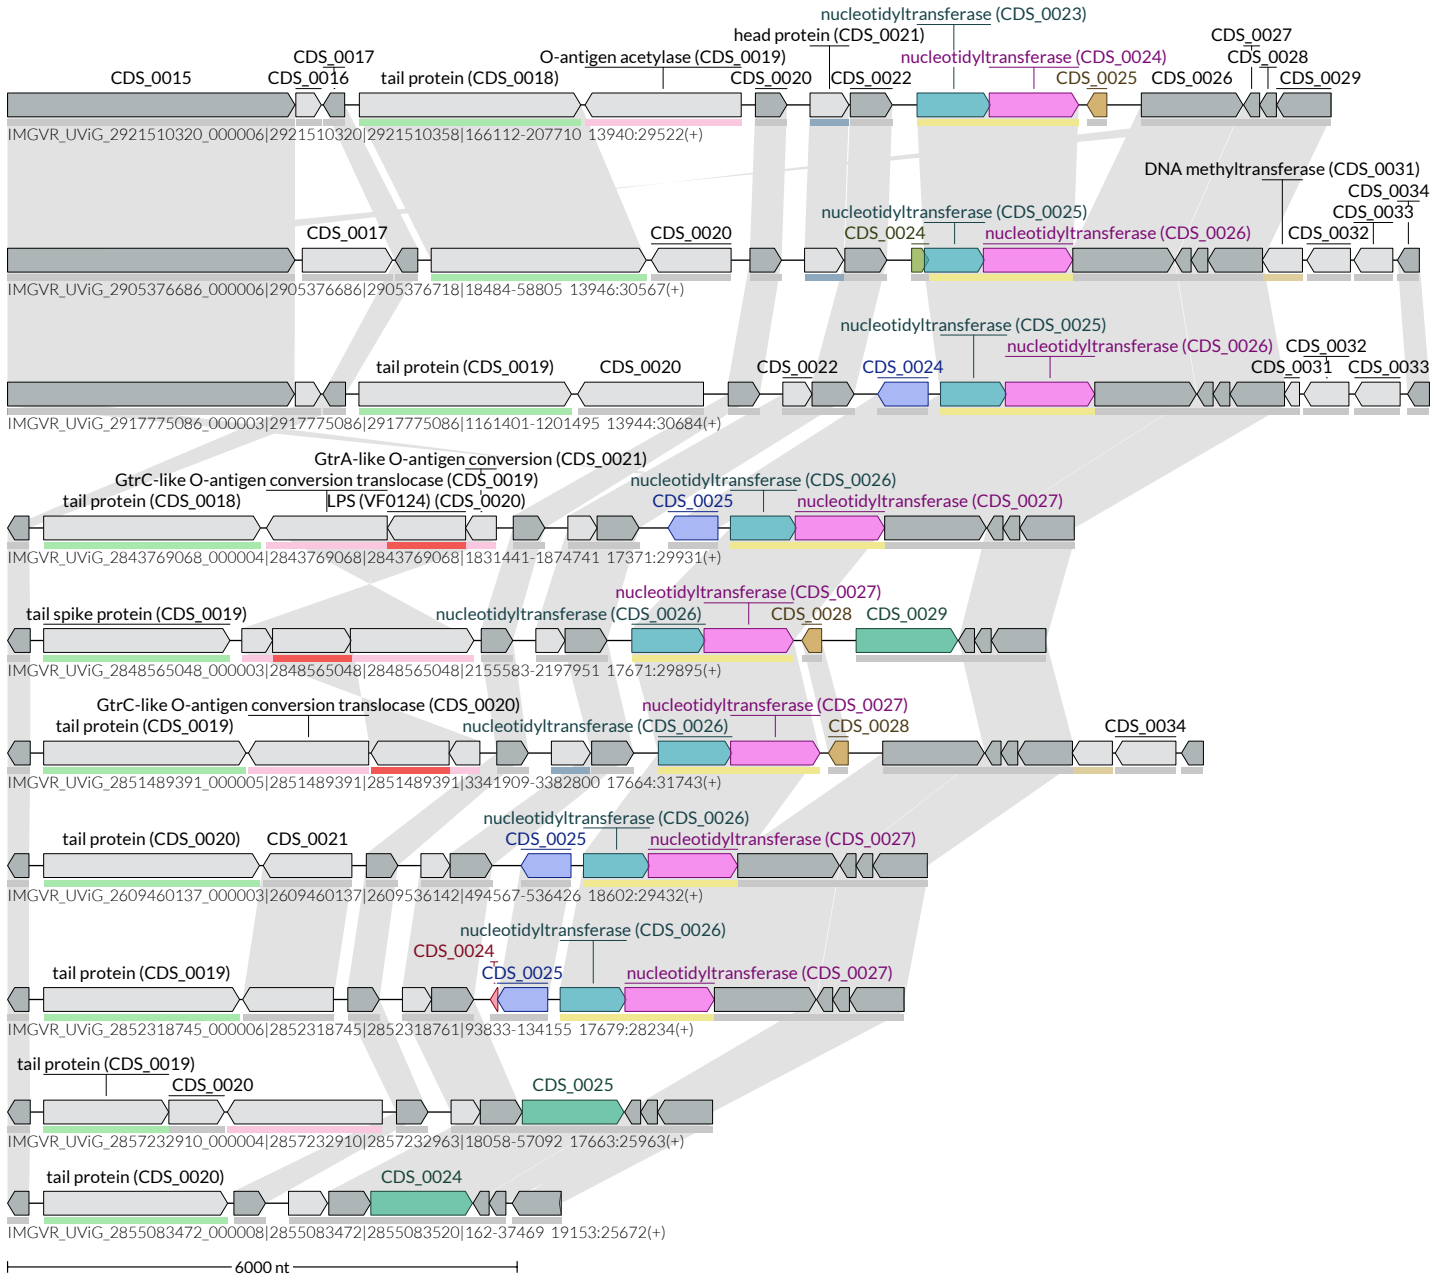 nucleotidyltransferase (CDS_0023)
head protein (CDS_0021) CDS_0027
CDS_0017 O-antigen acetylase (CDS_0019) nucleotidyltransferase (CDS_0024) CDS_0028
CDS_0015 CDS_0016 tail protein (CDS_0018) CDS_0020 CDS_0022 CDS_0025 CDS_0026 CDS_0029
IMGVR_UViG_2921510320_000006|2921510320|2921510358|166112-207710 13940:29522(+)
DNA methyltransferase (CDS_0031)
CDS_0034
nucleotidyltransferase (CDS_0025) CDS_0033
CDS_0017 CDS_0020 CDS_0024 nucleotidyltransferase (CDS_0026) CDS_0032
IMGVR_UViG_2905376686_000006|2905376686|2905376718|18484-58805 13946:30567(+)
nucleotidyltransferase (CDS_0025)
nucleotidyltransferase (CDS_0026) CDS_0032
tail protein (CDS_0019) CDS_0020 CDS_0022 CDS_0024 CDS_0031 CDS_0033
IMGVR_UViG_2917775086_000003|2917775086|2917775086|1161401-1201495 13944:30684(+)
GtrA-like O-antigen conversion (CDS_0021)
GtrC-like O-antigen conversion translocase (CDS_0019) nucleotidyltransferase (CDS_0026)
tail protein (CDS_0018) LPS (VF0124) (CDS_0020) CDS_0025 nucleotidyltransferase (CDS_0027)
IMGVR_UViG_2843769068_000004|2843769068|2843769068|1831441-1874741 17371:29931(+)
nucleotidyltransferase (CDS_0027)
tail spike protein (CDS_0019) nucleotidyltransferase (CDS_0026) CDS_0028 CDS_0029
IMGVR_UViG_2848565048_000003|2848565048|2848565048|2155583-2197951 17671:29895(+)
GtrC-like O-antigen conversion translocase (CDS_0020) nucleotidyltransferase (CDS_0027)
tail protein (CDS_0019) nucleotidyltransferase (CDS_0026) CDS_0028 CDS_0034
IMGVR_UViG_2851489391_000005|2851489391|2851489391|3341909-3382800 17664:31743(+)
nucleotidyltransferase (CDS_0026)
tail protein (CDS_0020) CDS_0021 CDS_0025 nucleotidyltransferase (CDS_0027)
IMGVR_UViG_2609460137_000003|2609460137|2609536142|494567-536426 18602:29432(+)
nucleotidyltransferase (CDS_0026)
CDS_0024
tail protein (CDS_0019) CDS_0025 nucleotidyltransferase (CDS_0027)
IMGVR_UViG_2852318745_000006|2852318745|2852318761|93833-134155 17679:28234(+)
tail protein (CDS_0019)
CDS_0020 CDS_0025
IMGVR_UViG_2857232910_000004|2857232910|2857232963|18058-57092 17663:25963(+)
tail protein (CDS_0020) CDS_0024
IMGVR_UViG_2855083472_000008|2855083472|2855083520|162-37469 19153:25672(+)
6000 nt